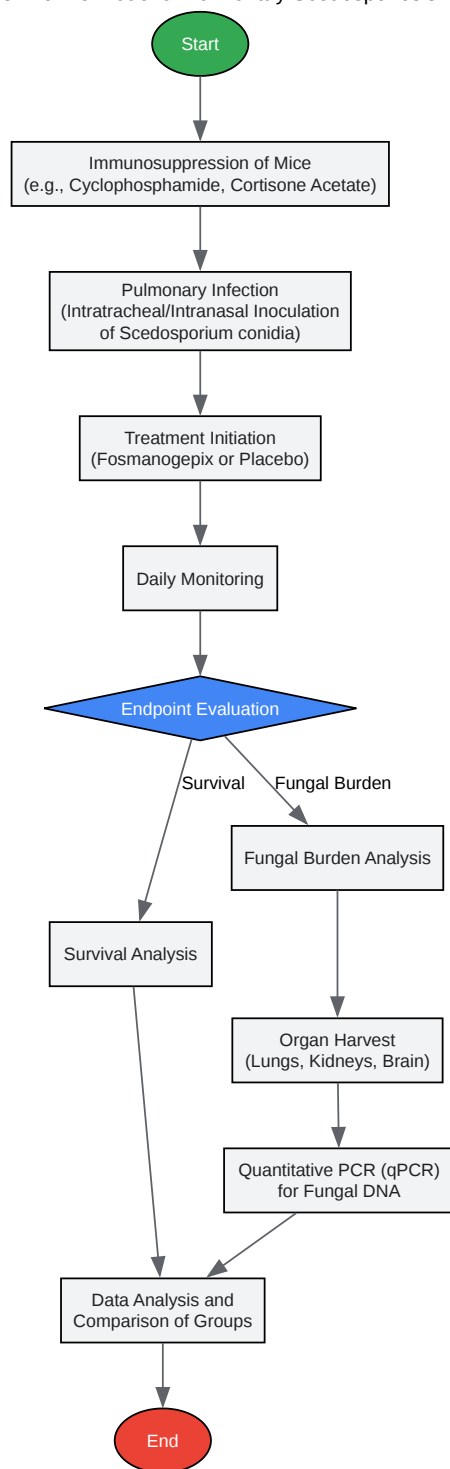 Start
Immunosuppression of Mice
(e.g., Cyclophosphamide, Cortisone Acetate)
Pulmonary Infection
(Intratracheal/Intranasal Inoculation
of Scedosporium conidia)
Treatment Initiation
(Fosmanogepix or Placebo)
Daily Monitoring
Endpoint Evaluation
Survival
Fungal Burden
Fungal Burden Analysis
Survival Analysis
Organ Harvest
(Lungs, Kidneys, Brain)
Quantitative PCR (qPCR)
for Fungal DNA
Data Analysis and
Comparison of Groups
End